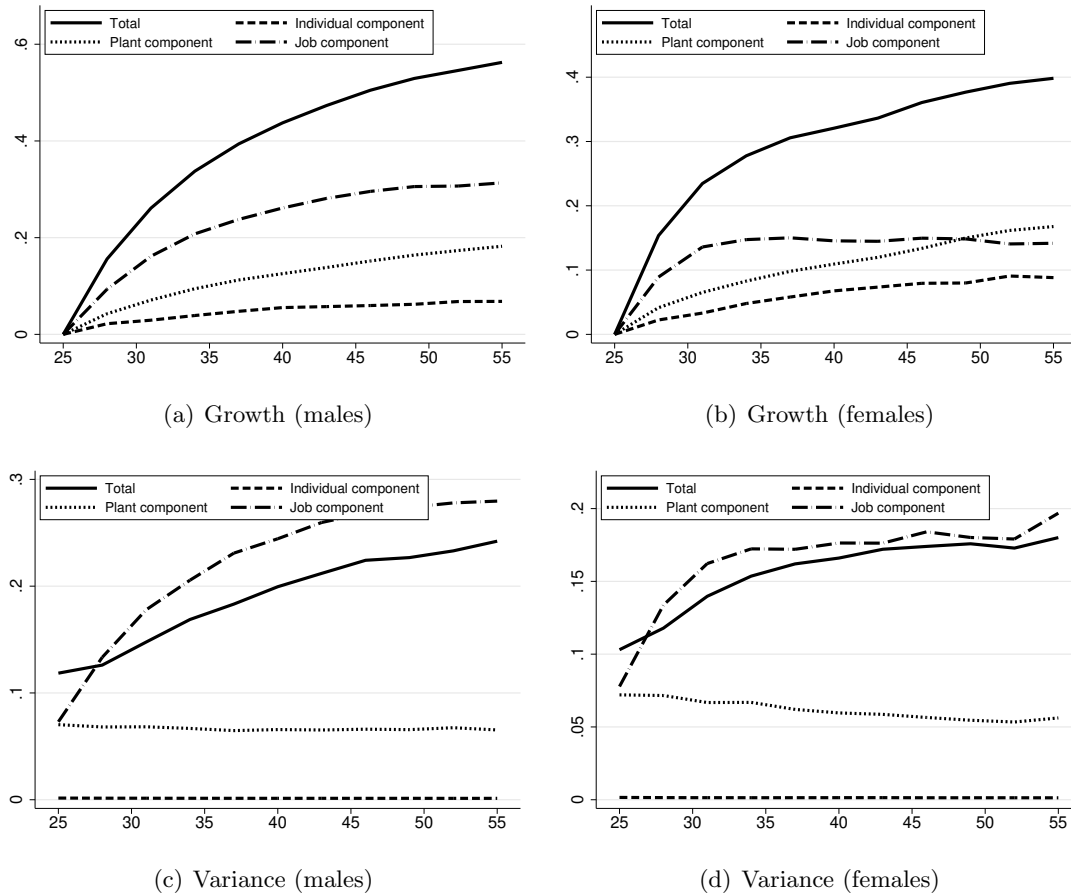 Total Individual component
Plant component Job component
.6
.4
.2
0
25 30 35 40 45 50 55
(a) Growth (males)
Total Individual component
Plant component Job component
.4
.3
.2
.1
0
25 30 35 40 45 50 55
(b) Growth (females)
Total Individual component
Plant component Job component
.3
.2
.1
0
25 30 35 40 45 50 55
(c) Variance (males)
Total Individual component
Plant component Job component
.2
.15
.1
.05
0
25 30 35 40 45 50 55
(d) Variance (females)